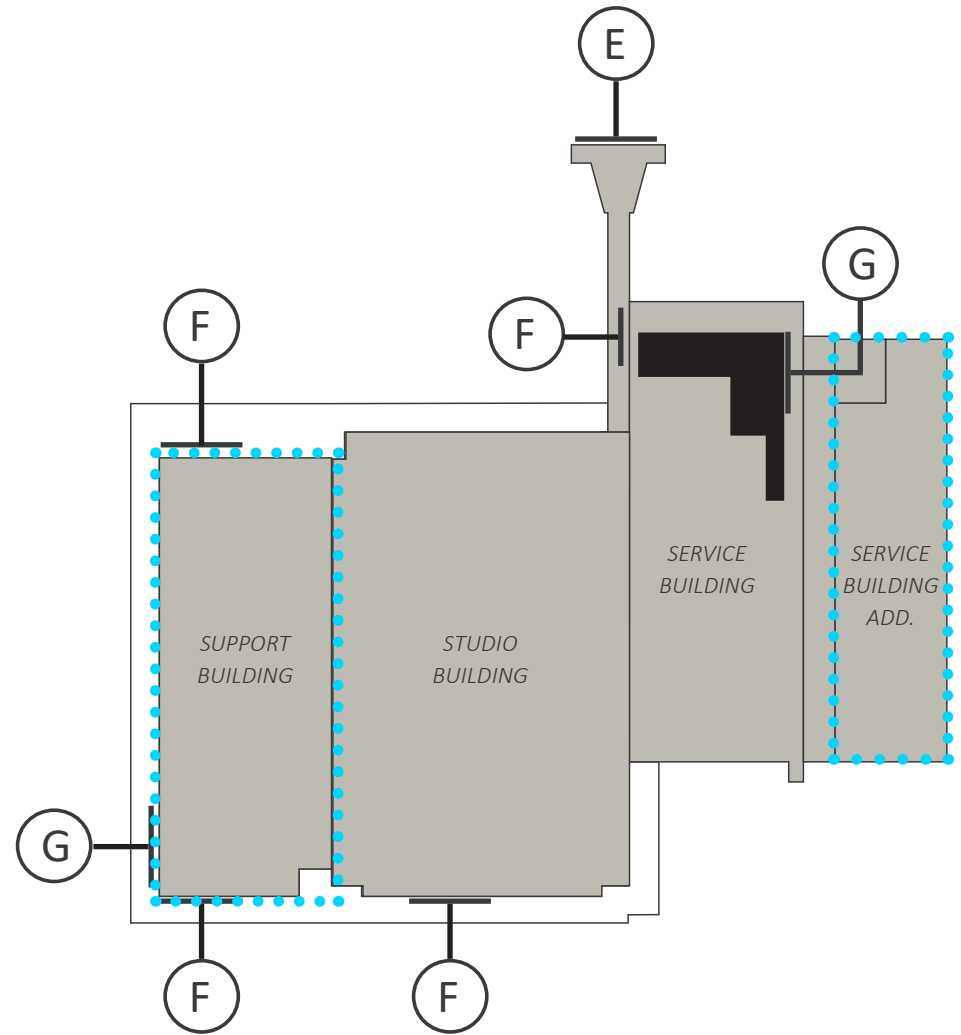 E
G
F
F
SERVICE
BUILDING
SERVICE
BUILDING
ADD.
SUPPORT
BUILDING
STUDIO
BUILDING
G
F
F